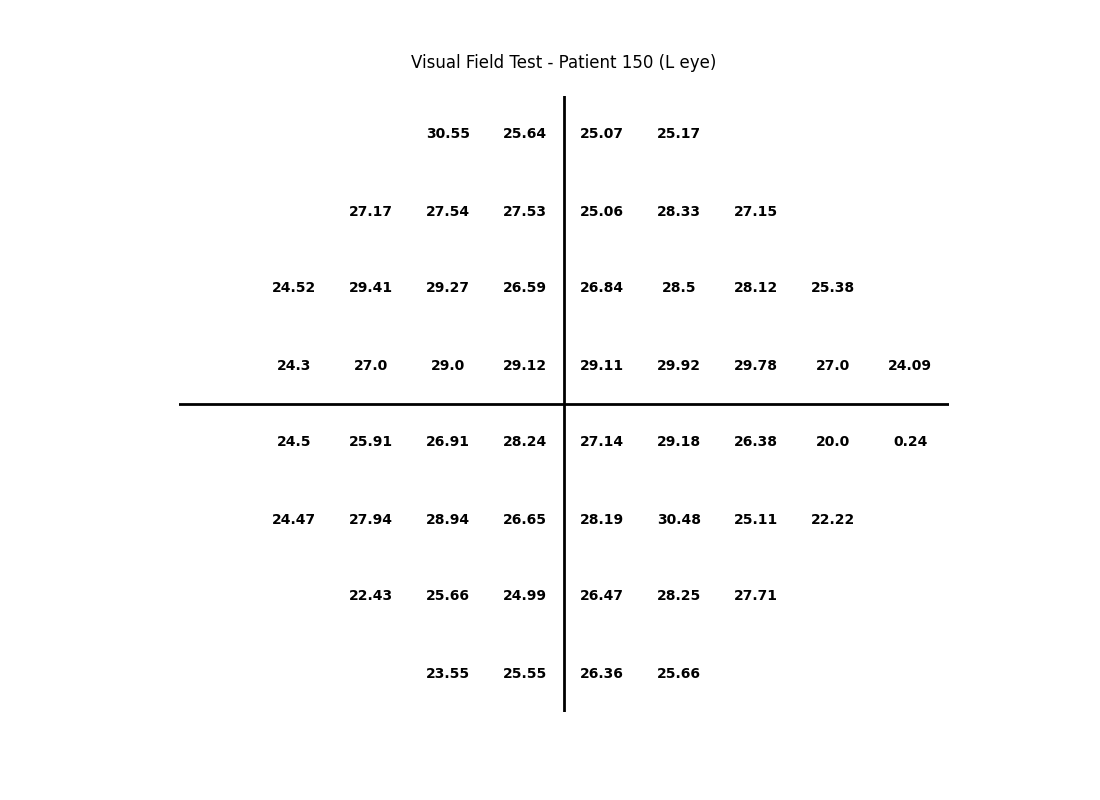 Visual Field Test - Patient 150 (L eye)
30.55 25.64 25.07 25.17
27.17 27.54 27.53 25.06 28.33 27.15
24.52 29.41 29.27 26.59 26.84 28.5 28.12 25.38
24.3 27.0 29.0 29.12 29.11 29.92 29.78 27.0 24.09
24.5 25.91 26.91 28.24 27.14 29.18 26.38 20.0 0.24
24.47 27.94 28.94 26.65 28.19 30.48 25.11 22.22
22.43 25.66 24.99 26.47 28.25 27.71
23.55 25.55 26.36 25.66